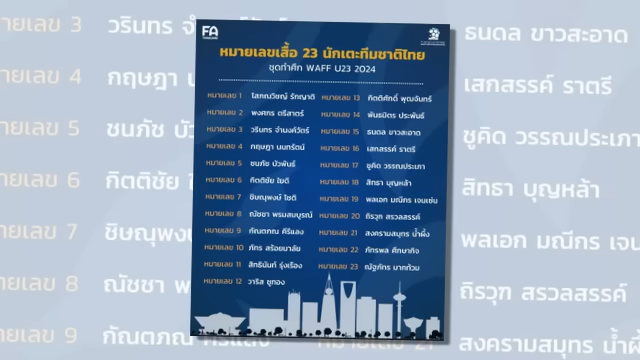 FA
THAILAND
หมายเลขเสื้อ 23 นักเตะทีมชาติไทย
ชุดทำศึก WAFF U23 2024
หมายเลข 1 โสภณวิชญ์ รักญาติ
หมายเลข 2 พงศกร ตรีสาตร์
หมายเลข 3 วรินทร จำนงค์วัตร์
หมายเลข 4 กฤษฎา นนทรัตน์
หมายเลข 5 ชนภัช บัวพันธ์
หมายเลข 6 กิตติชัย ใยดี
หมายเลข 7 ชิษณุพงษ์ โชติ
หมายเลข 8 ณัชชา พรมสมบูรณ์
หมายเลข 9 กัณตภณ คีรีแลง
หมายเลข 10 ภัทร สร้อยมาลัย
หมายเลข 11 สิทธินันท์ รุ่งเรือง
หมายเลข 12 วาริส ชูทอง
หมายเลข 13 กิตติศักดิ์ พุฒจันทร์
หมายเลข 14 พันธมิตร ประพันธ์
หมายเลข 15 ธนดล ขาวสะอาด
หมายเลข 16 เสกสรรค์ ราตรี
หมายเลข 17 ชูคิด วรรณประเภา
หมายเลข 18 สิทธา บุญหล้า
หมายเลข 19 พลเอก มณีกร เจนเซ่น
หมายเลข 20 ถิรวุฑ สรวลสรรค์
หมายเลข 21 สงครามสมุทร น้ำผึ้ง
หมายเลข 22 ภัทรพล ศึกษากิจ
หมายเลข 23 ณัฐภัทร มากท้วม
ายเลข 3 วรินทร จำ
ายเลข 4 กฤษฎา น
ายเลข 5 ชนภัช บัว
ายเลข 6 กิตติชัย ใย
ายเลข 7 ชิษณุพงษ์
ายเลข 8 ณัชชา พ
ายเลข 9 กัณตภณ คีรีแลง
ธนดล ขาวสะอาด
เสกสรรค์ ราตรี
ชูคิด วรรณประเภา
สิทธา บุญหล้า
พลเอก มณีกร เจน
ถิรวุฑ สรวลสรรค์
21 สงครามสมุทร น้ำผึ้